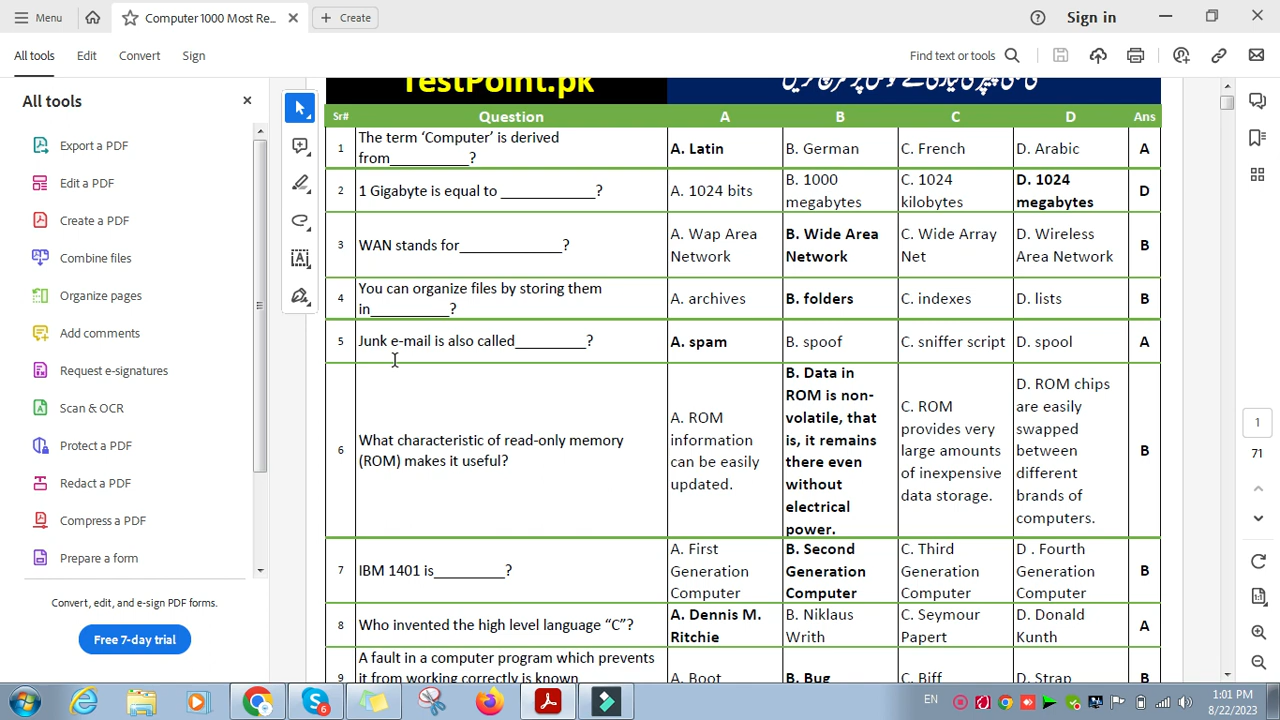 Menu
Computer 1000 Most Re...
Create
Sign in
All tools
Edit
Convert
Sign
Find text or tools
All tools
Export a PDF
Edit a PDF
Create a PDF
Combine files
Organize pages
Add comments
Request e-signatures
Scan & OCR
Protect a PDF
Redact a PDF
Compress a PDF
Prepare a form
Convert, edit, and e-sign PDF forms.
Free 7-day trial
TestPoint.pk
Sr# Question A B C D Ans
1 The term ‘Computer’ is derived
from__________? A. Latin B. German C. French D. Arabic A
2 1 Gigabyte is equal to ____________? A. 1024 bits B. 1000
megabytes C. 1024
kilobytes D. 1024
megabytes D
3 WAN stands for_____________? A. Wap Area
Network B. Wide Area
Network C. Wide Array
Net D. Wireless
Area Network B
4 You can organize files by storing them
in__________? A. archives B. folders C. indexes D. lists B
5 Junk e-mail is also called_________? A. spam B. spoof C. sniffer script D. spool A
6 What characteristic of read-only memory
(ROM) makes it useful? A. ROM
information
can be easily
updated. B. Data in
ROM is non-
volatile, that
is, it remains
there even
without
electrical
power. C. ROM
provides very
large amounts
of inexpensive
data storage. D. ROM chips
are easily
swapped
between
different
brands of
computers. B
7 IBM 1401 is_________? A. First
Generation
Computer B. Second
Generation
Computer C. Third
Generation
Computer D . Fourth
Generation
Computer B
8 Who invented the high level language “C”? A. Dennis M.
Ritchie B. Niklaus
Writh C. Seymour
Papert D. Donald
Kunth A
9 A fault in a computer program which prevents
it from working correctly is known A. Boot B. Bug C. Biff D. Strap B
1
71
EN
1:01 PM
8/22/2023
6